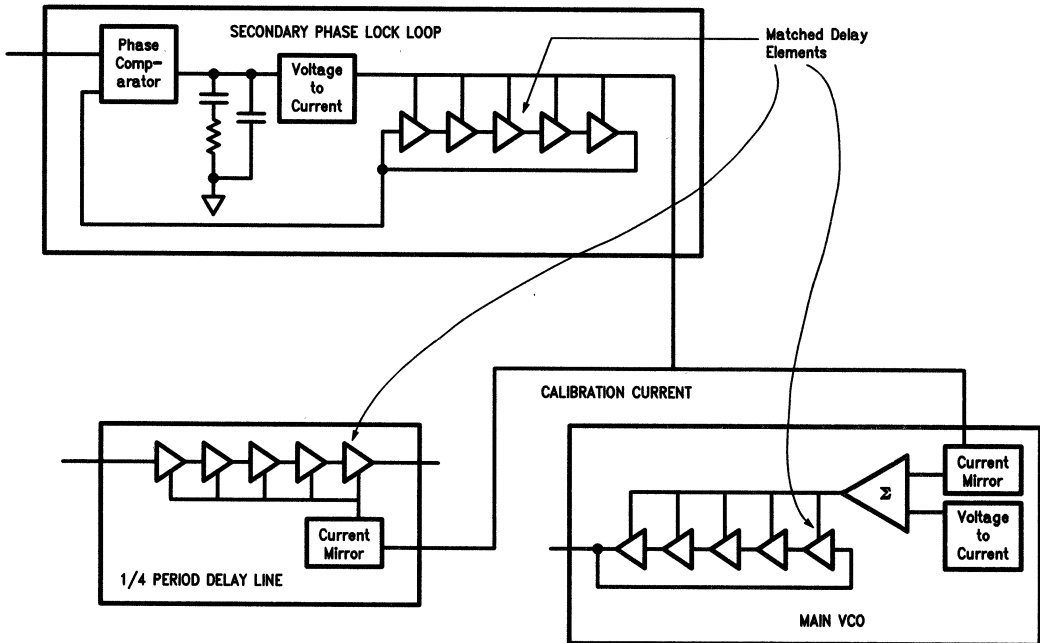 SECONDARY PHASE LOCK LOOP
Phase
Comp-
arator
Voltage
to
Current
Matched Delay
Elements
CALIBRATION CURRENT
Current
Mirror
1/4 PERIOD DELAY LINE
Σ
Current
Mirror
Voltage
to
Current
MAIN VCO